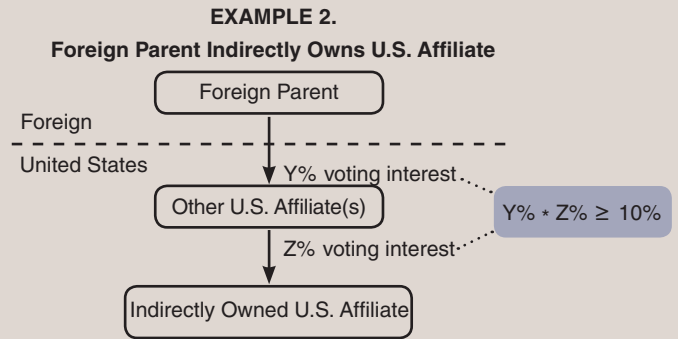 EXAMPLE 2.
Foreign Parent Indirectly Owns U.S. Affiliate
Foreign Parent
Foreign
United States
Y% voting interest
Other U.S. Affiliate(s)
Y% * Z% ≥ 10%
Z% voting interest
Indirectly Owned U.S. Affiliate